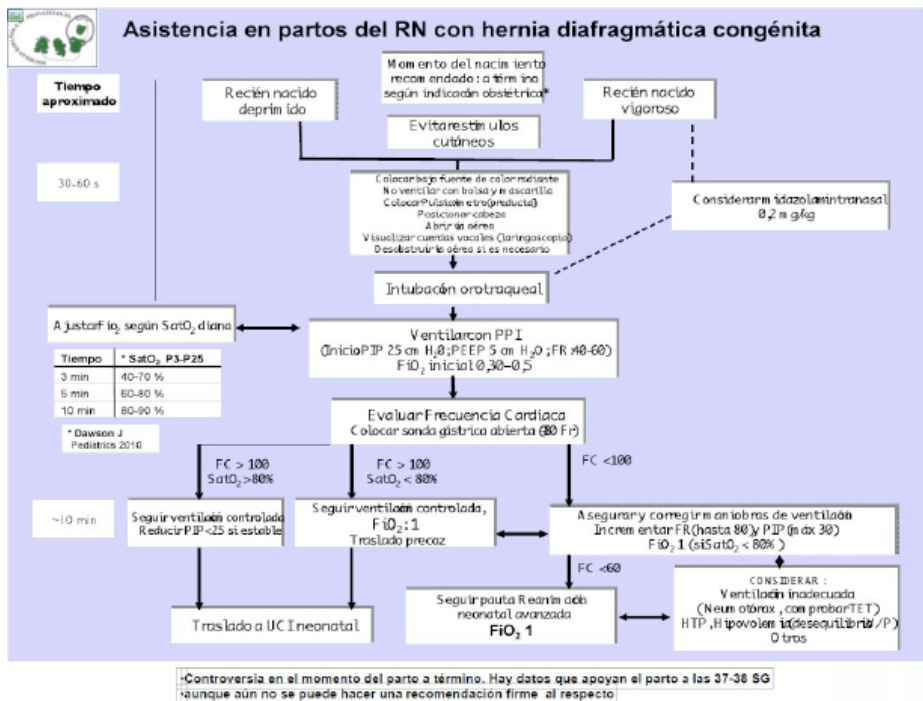 Asistencia en partos del RN con hernia diafragmática congénita
Tiempo
aproximado
Momento del nacimiento
recomendado: a término
según indicación obstétrica*
Recién nacido
deprimido
Recién nacido
vigoroso
Evitar estímulos
cutáneos
30-60 s
Colocar bajo fuente de calor radiante
No ventilar con bolsa y mascarilla
Colocar Pulsioxímetro (preductal)
Posicionar cabeza
Abrir vía aérea
Visualizar cuerdas vocales (laringoscopio)
Desobstruir vía aérea si es necesario
Considerar midazolam intranasal
0,2 mg/kg
Intubación orotraqueal
Ajustar Fio2 según SatO2 diana
Ventilar con PPI
(Inicio PIP 25 cm H2O; PEEP 5 cm H2O; FR:40-60)
FiO2 inicial 0,30-0,5
Tiempo * SatO2 P3-P25
3 min 40-70 %
5 min 60-80 %
10 min 80-90 %
* Dawson J
Pediatrics 2010
Evaluar Frecuencia Cardiaca
Colocar sonda gástrica abierta Fr)
FC > 100
SatO2 >80%
FC > 100
SatO2 < 80%
FC <100
~10 min
Seguir ventilación controlada
Reducir PIP <25 si estable
Seguir ventilación controlada,
FiO2: 1
Traslado precoz
Asegurar y corregir maniobras de ventilación
Incrementar FR (hasta 80) y PIP (máx 30)
FiO2 1 (si SatO2 < 80%)
FC <60
Traslado a UCI neonatal
Seguir pauta Reanimación
neonatal avanzada
FiO2 1
CONSIDERAR:
Ventilación inadecuada
(Neumotórax, comprobar TET)
HTP, Hipovolemia (desequilibrio V/P)
Otros
•Controversia en el momento del parto a término. Hay datos que apoyan el parto a las 37-38 SG
•aunque aún no se puede hacer una recomendación firme al respecto